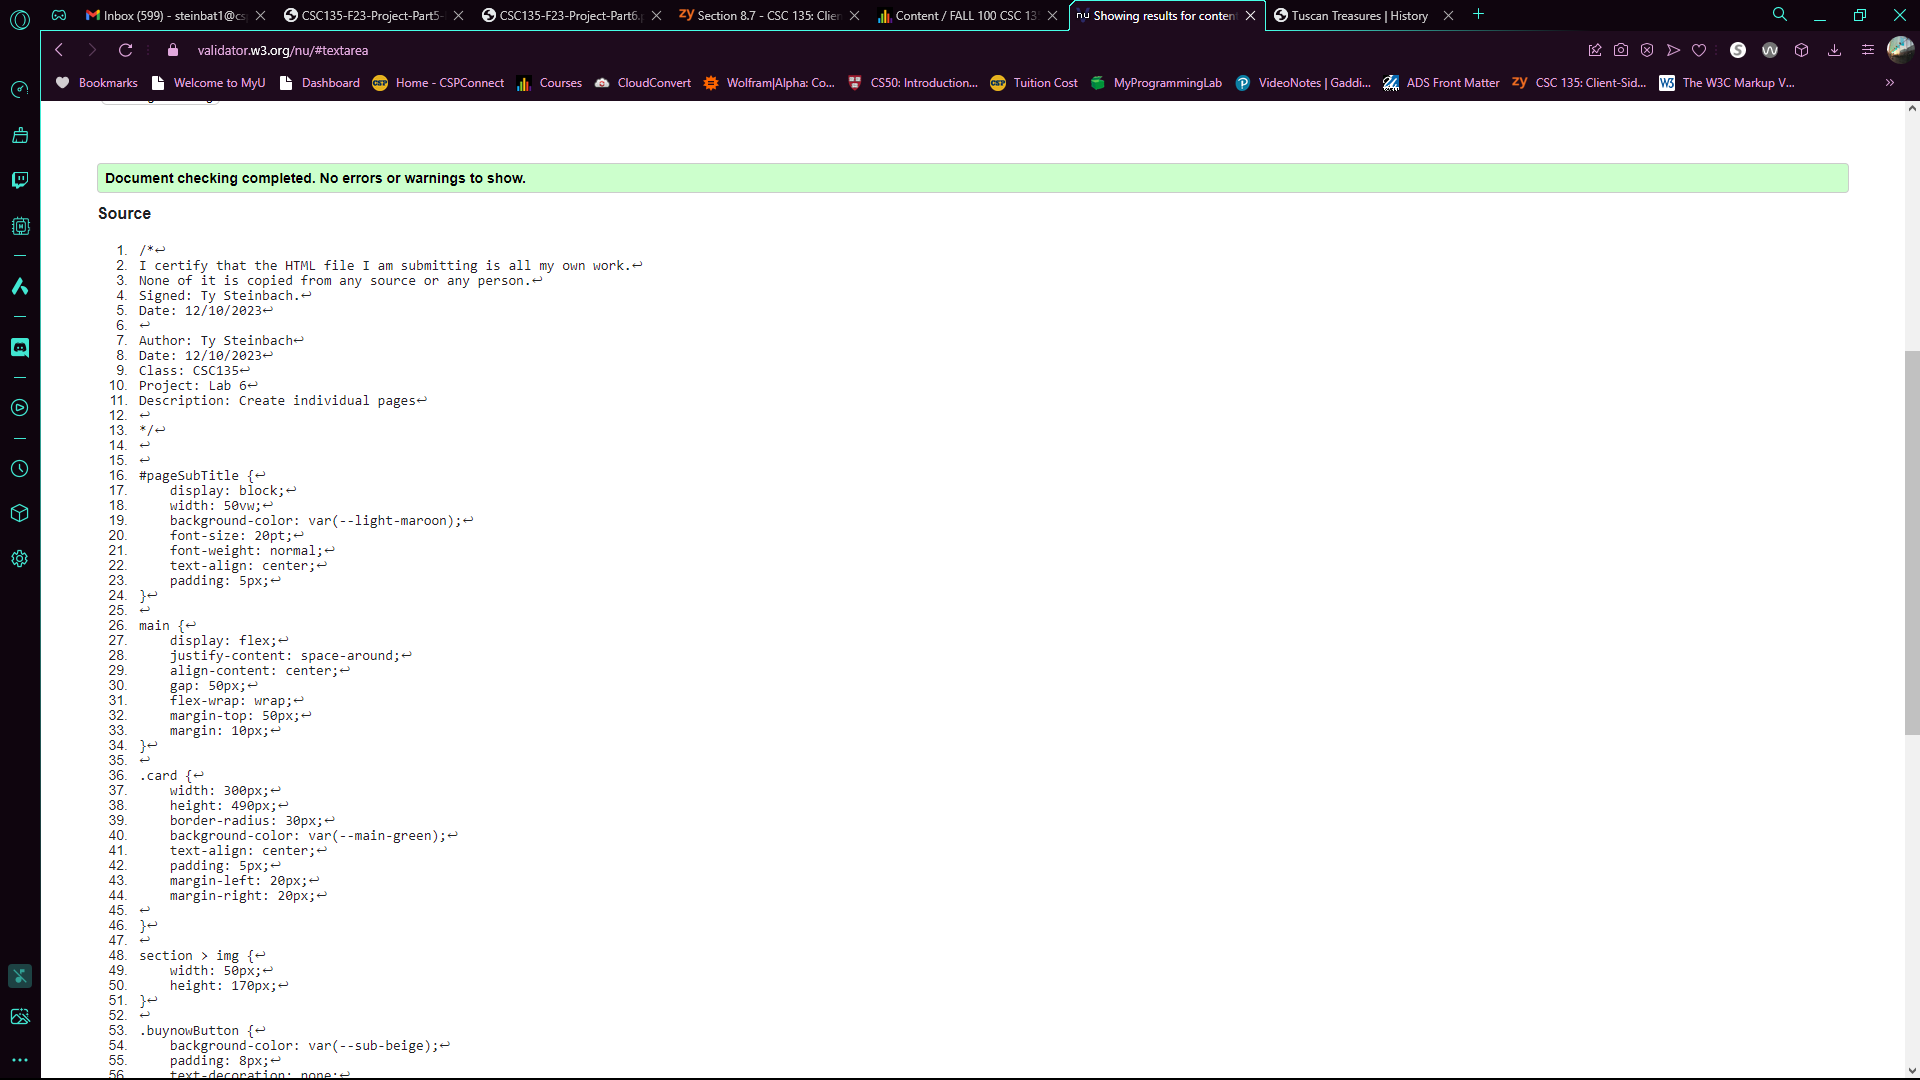 Inbox (599) - steinbat1@cs
CSC135-F23-Project-Part5-
CSC135-F23-Project-Part6.
zy Section 8.7 - CSC 135: Clier
Content / FALL 100 CSC 13
nu Showing results for conten
Tuscan Treasures | History
validator.w3.org/nu/#textarea
Bookmarks
Welcome to MyU
Dashboard
CSP Home - CSPConnect
Courses
CloudConvert
Wolfram|Alpha: Co...
CS50: Introduction...
CSP Tuition Cost
MyProgrammingLab
VideoNotes | Gaddi...
ADS Front Matter
zy CSC 135: Client-Sid...
W3 The W3C Markup V...
Document checking completed. No errors or warnings to show.
Source
1. /*↩
2. I certify that the HTML file I am submitting is all my own work.↩
3. None of it is copied from any source or any person.↩
4. Signed: Ty Steinbach.↩
5. Date: 12/10/2023↩
6. ↩
7. Author: Ty Steinbach↩
8. Date: 12/10/2023↩
9. Class: CSC135↩
10. Project: Lab 6↩
11. Description: Create individual pages↩
12. ↩
13. */↩
14. ↩
15. ↩
16. #pageSubTitle {↩
17. display: block;↩
18. width: 50vw;↩
19. background-color: var(--light-maroon);↩
20. font-size: 20pt;↩
21. font-weight: normal;↩
22. text-align: center;↩
23. padding: 5px;↩
24. }↩
25. ↩
26. main {↩
27. display: flex;↩
28. justify-content: space-around;↩
29. align-content: center;↩
30. gap: 50px;↩
31. flex-wrap: wrap;↩
32. margin-top: 50px;↩
33. margin: 10px;↩
34. }↩
35. ↩
36. .card {↩
37. width: 300px;↩
38. height: 490px;↩
39. border-radius: 30px;↩
40. background-color: var(--main-green);↩
41. text-align: center;↩
42. padding: 5px;↩
43. margin-left: 20px;↩
44. margin-right: 20px;↩
45. ↩
46. }↩
47. ↩
48. section > img {↩
49. width: 50px;↩
50. height: 170px;↩
51. }↩
52. ↩
53. .buynowButton {↩
54. background-color: var(--sub-beige);↩
55. padding: 8px;↩
56. text-decoration: none;↩